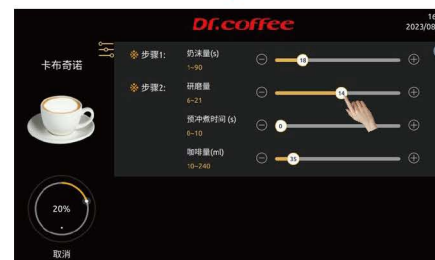 Dr.coffee
16
2023/08
卡布奇诺
步骤1:
奶沫量(s)
1~90
18
步骤2:
研磨量
6~21
14
预冲煮时间 (s)
6~10
0
咖啡量(ml)
10~240
35
20%
取消